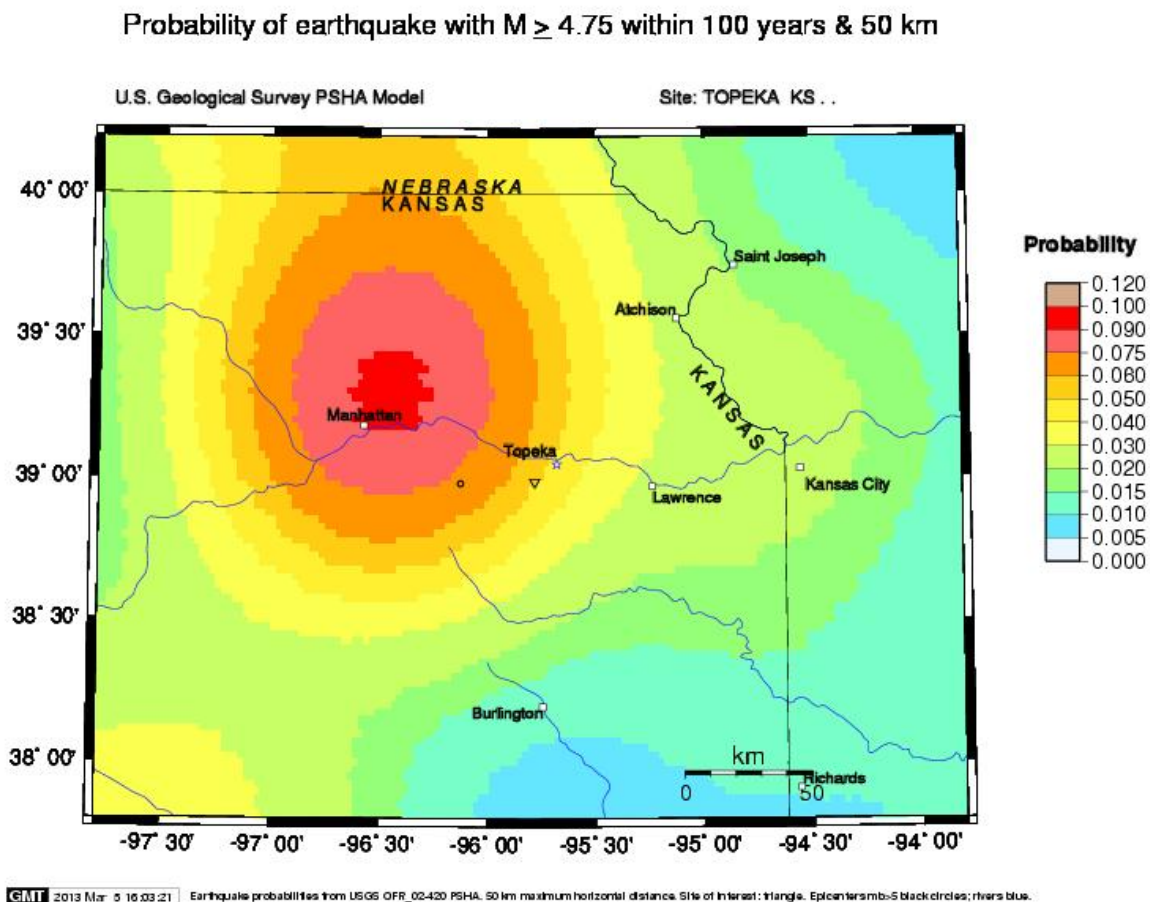 Probability of earthquake with M ≥ 4.75 within 100 years & 50 km
U.S. Geological Survey PSHA Model
Site: TOPEKA KS . .
40° 00'
39° 30'
39° 00'
38° 30'
38° 00'
NEBRASKA
KANSAS
Saint Joseph
Atchison
KANSAS
Manhattan
Topeka
Lawrence
Kansas City
Burlington
km
Richards
0 50
-97° 30' -97° 00' -96° 30' -96° 00' -95° 30' -95° 00' -94° 30' -94° 00'
Probability
0.120
0.100
0.090
0.075
0.060
0.040
0.030
0.020
0.015
0.010
0.005
0.000
GMT 2013 Mar 5 16:03:21 Earthquake probabilities from USGS OFR_02-420 PSHA. 50 km maximum horizontal distance. Site of interest: triangle. Epicenters mb>5 black circles; rivers blue.